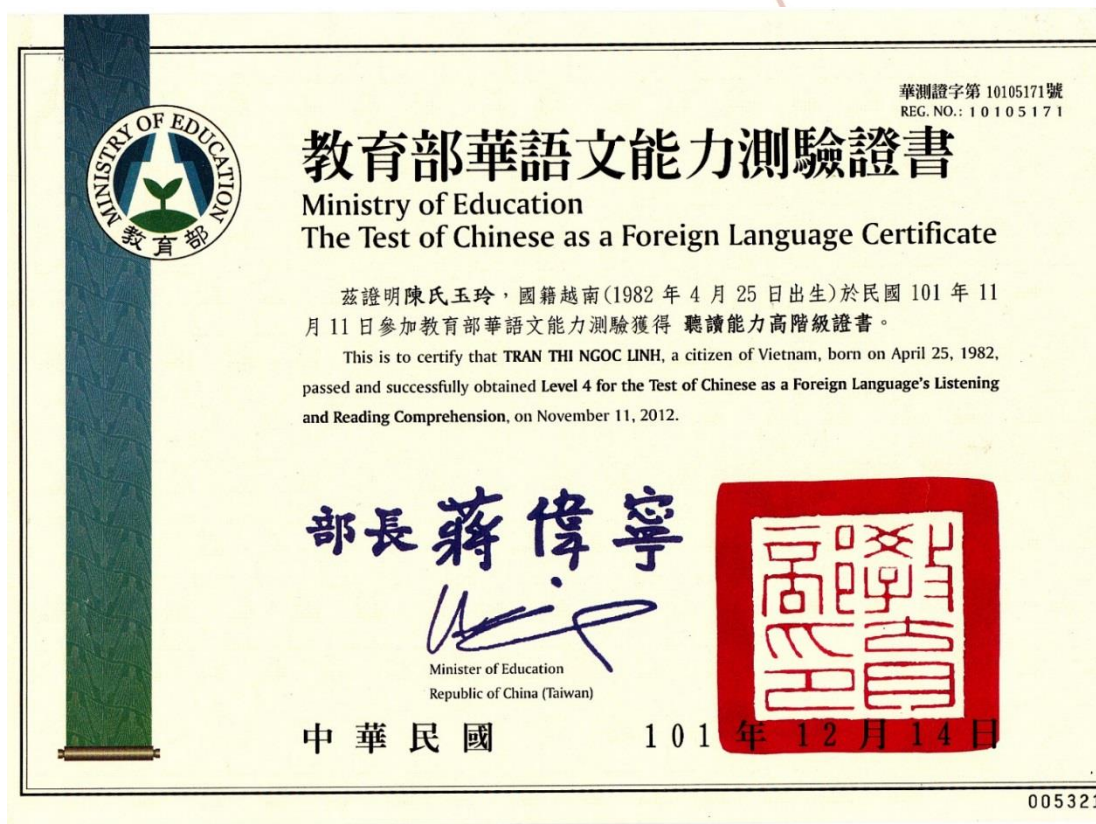 華測證字第 10105171號
REG. NO.: 10105171
MINISTRY OF EDUCATION
教育部
教育部華語文能力測驗證書
Ministry of Education
The Test of Chinese as a Foreign Language Certificate
茲證明陳氏玉玲，國籍越南(1982 年 4 月 25 日出生)於民國 101 年 11
月 11 日參加教育部華語文能力測驗獲得 聽讀能力高階級證書。
This is to certify that TRAN THI NGOC LINH, a citizen of Vietnam, born on April 25, 1982,
passed and successfully obtained Level 4 for the Test of Chinese as a Foreign Language's Listening
and Reading Comprehension, on November 11, 2012.
部長 蔣偉寧
教育部印
Minister of Education
Republic of China (Taiwan)
中華民國 101 年 12 月 14 日
005321